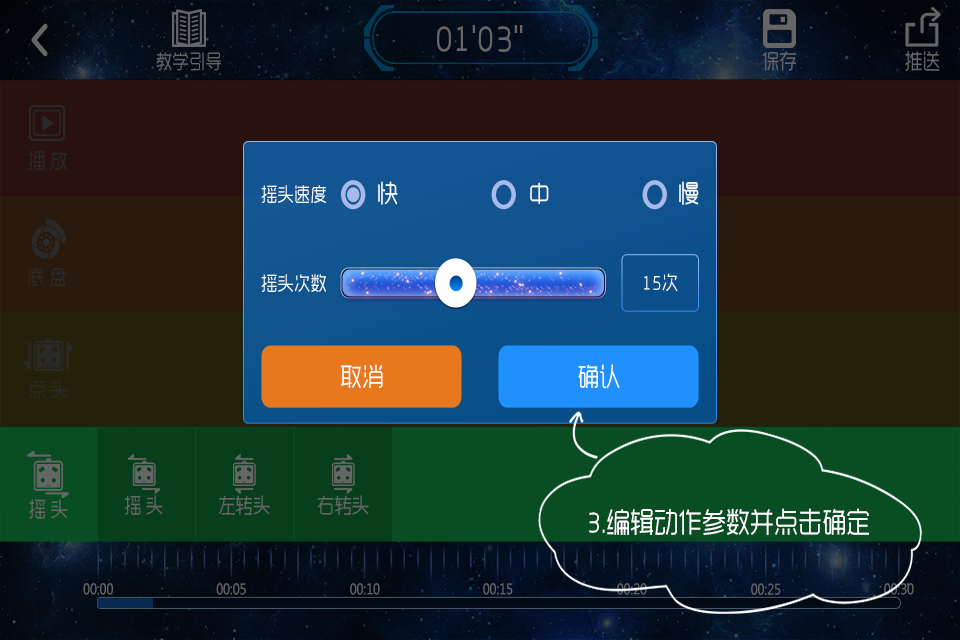 01'03"
教学引导
保存
推送
播放
摇头速度 快 中 慢
底盘
摇头次数 15次
点头
取消 确认
摇头 摇头 左转头 右转头
3.编辑动作参数并点击确定
00:00 00:05 00:10 00:15 00:20 00:25 00:30